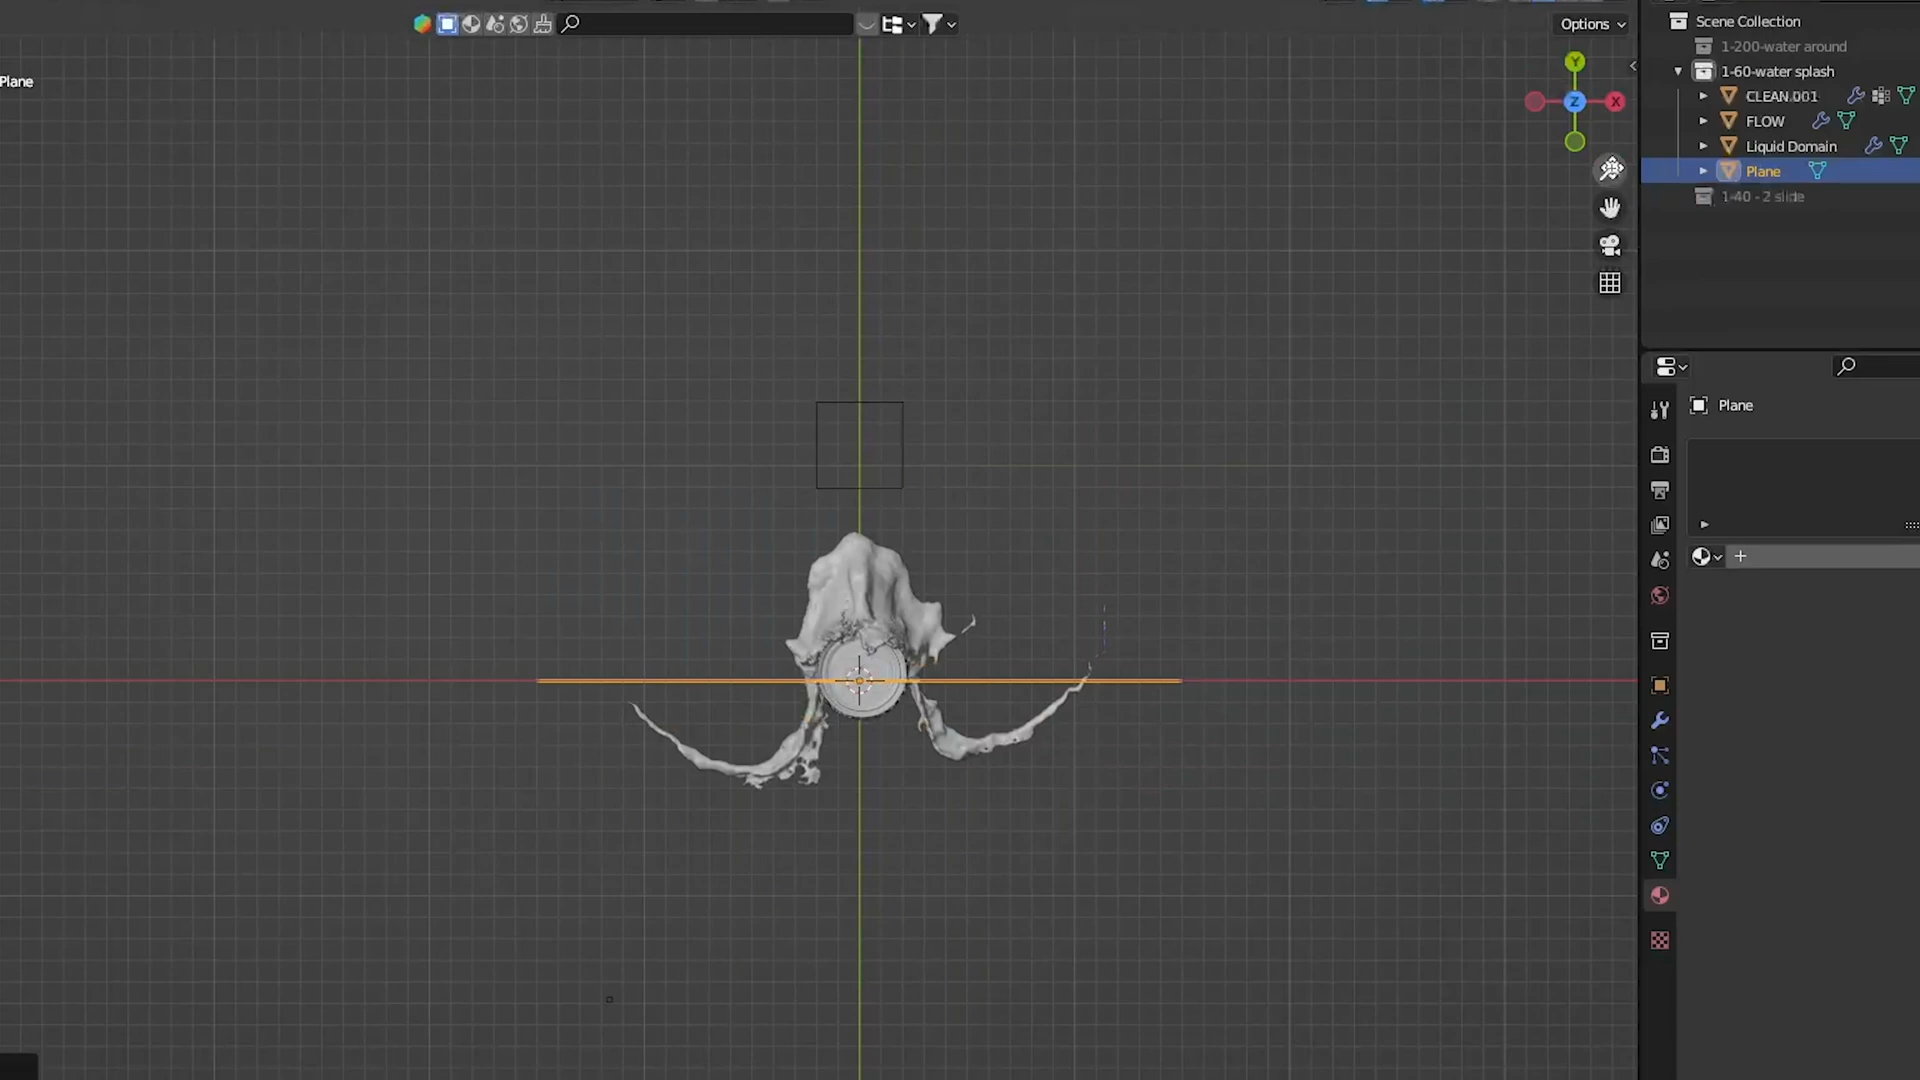 Options
Scene Collection
1-200-water around
Plane
1-60-water splash
CLEAN.001
FLOW
Liquid Domain
Plane
1-40 - 2 slide
Y
Z
X
Plane